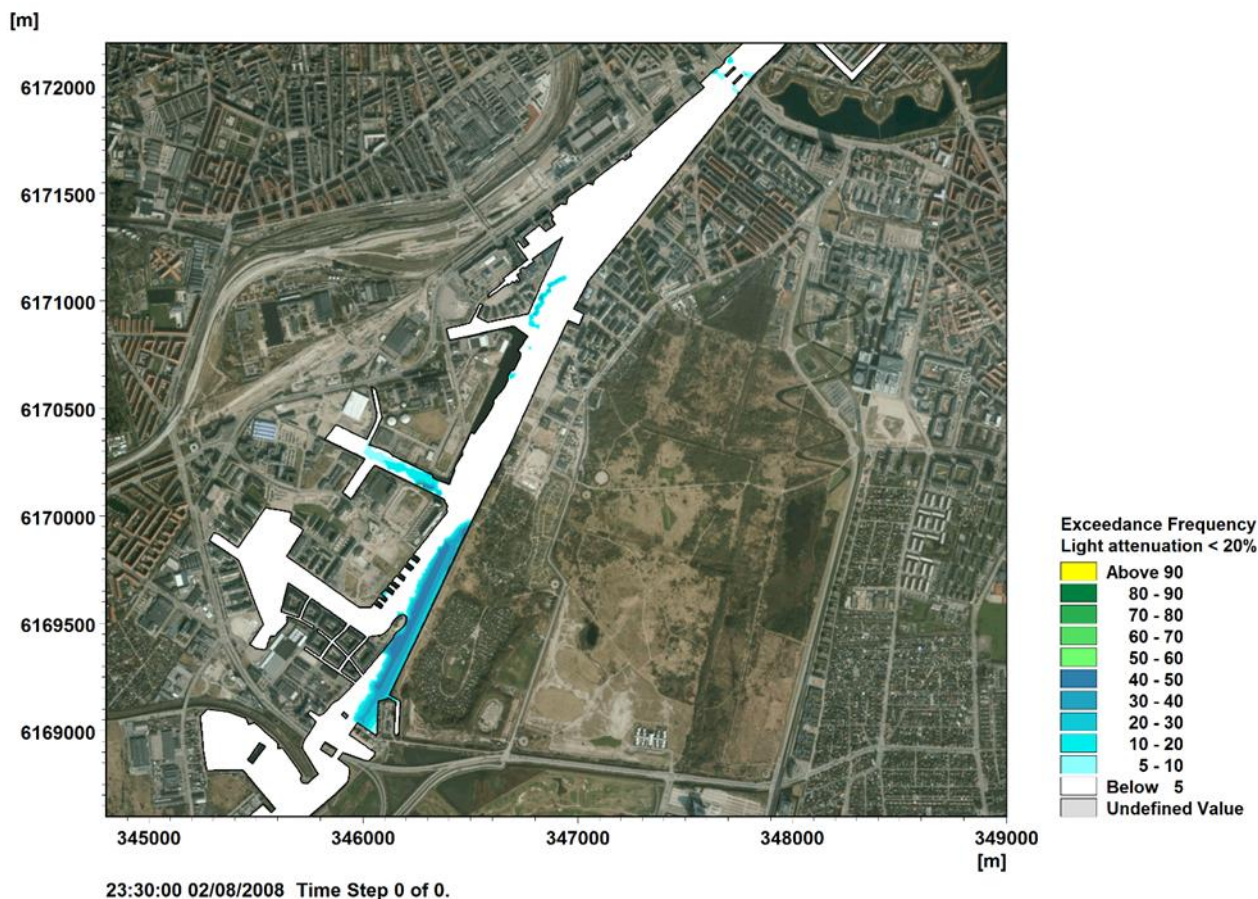 [m]
6172000
6171500
6171000
6170500
6170000
6169500
6169000
345000 346000 347000 348000 349000
[m]
23:30:00 02/08/2008 Time Step 0 of 0.
Exceedance Frequency
Light attenuation < 20%
Above 90
80 - 90
70 - 80
60 - 70
50 - 60
40 - 50
30 - 40
20 - 30
10 - 20
5 - 10
Below 5
Undefined Value